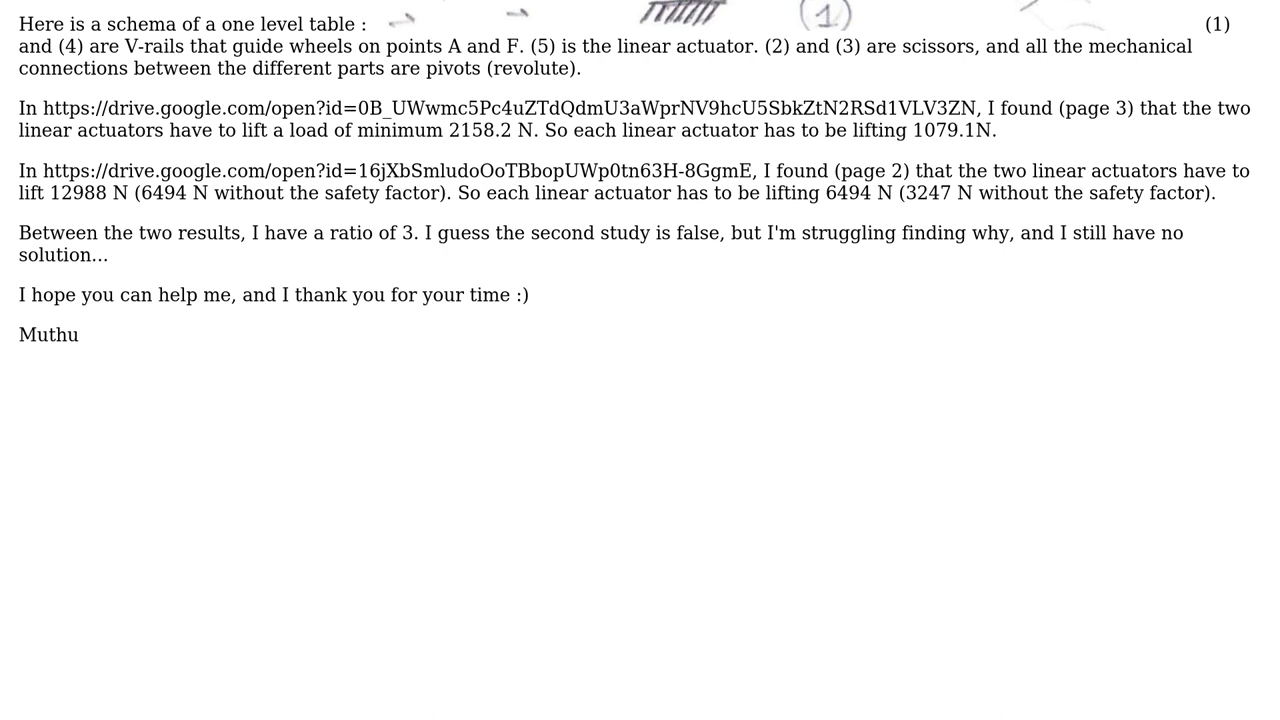 Here is a schema of a one level table : (1) (1)
and (4) are V-rails that guide wheels on points A and F. (5) is the linear actuator. (2) and (3) are scissors, and all the mechanical
connections between the different parts are pivots (revolute).
In https://drive.google.com/open?id=0B_UWwmc5Pc4uZTdQdmU3aWprNV9hcU5SbkZtN2RSd1VLV3ZN, I found (page 3) that the two
linear actuators have to lift a load of minimum 2158.2 N. So each linear actuator has to be lifting 1079.1N.
In https://drive.google.com/open?id=16jXbSmludoOoTBbopUWp0tn63H-8GgmE, I found (page 2) that the two linear actuators have to
lift 12988 N (6494 N without the safety factor). So each linear actuator has to be lifting 6494 N (3247 N without the safety factor).
Between the two results, I have a ratio of 3. I guess the second study is false, but I'm struggling finding why, and I still have no
solution...
I hope you can help me, and I thank you for your time :)
Muthu